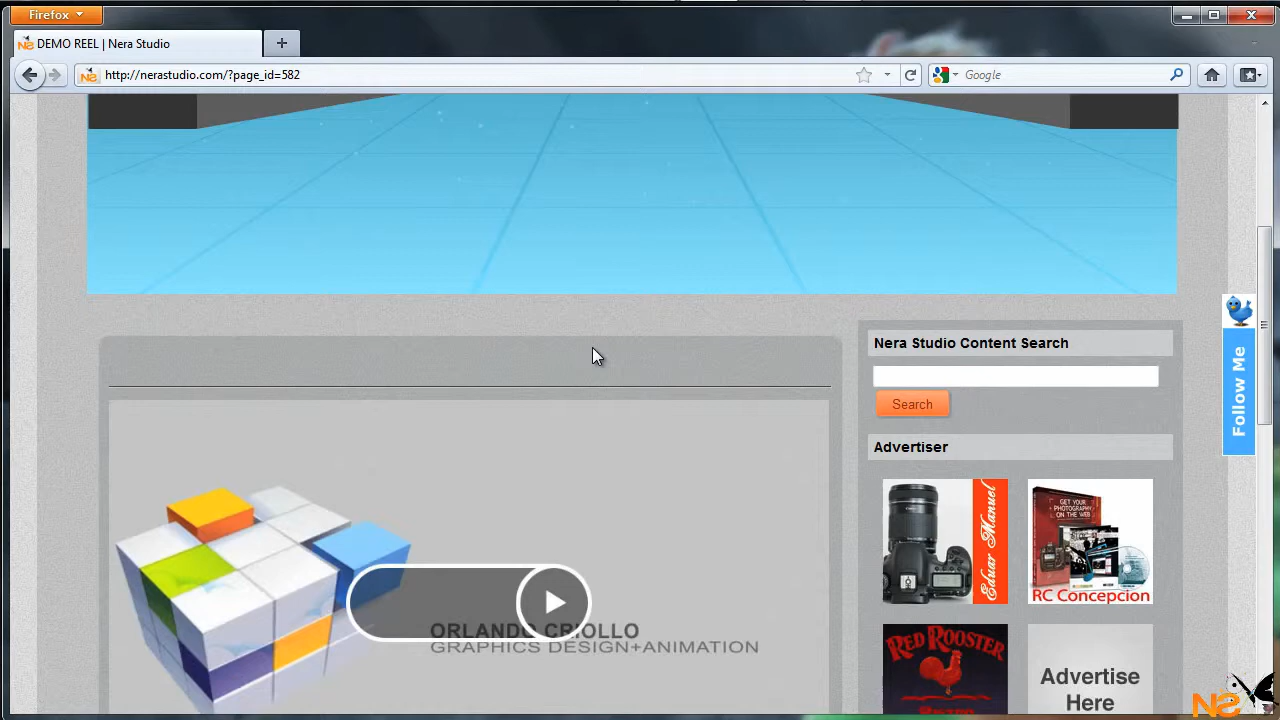 Firefox
DEMO REEL | Nera Studio
http://nerastudio.com/?page_id=582
Google
Follow Me
Nera Studio Content Search
Search
Advertiser
Eduar Manuel
GET YOUR
PHOTOGRAPHY
ON THE WEB
RC Concepcion
ORLANDO CRIOLLO
GRAPHICS DESIGN+ANIMATION
RED ROOSTER
Advertise
Here
NS